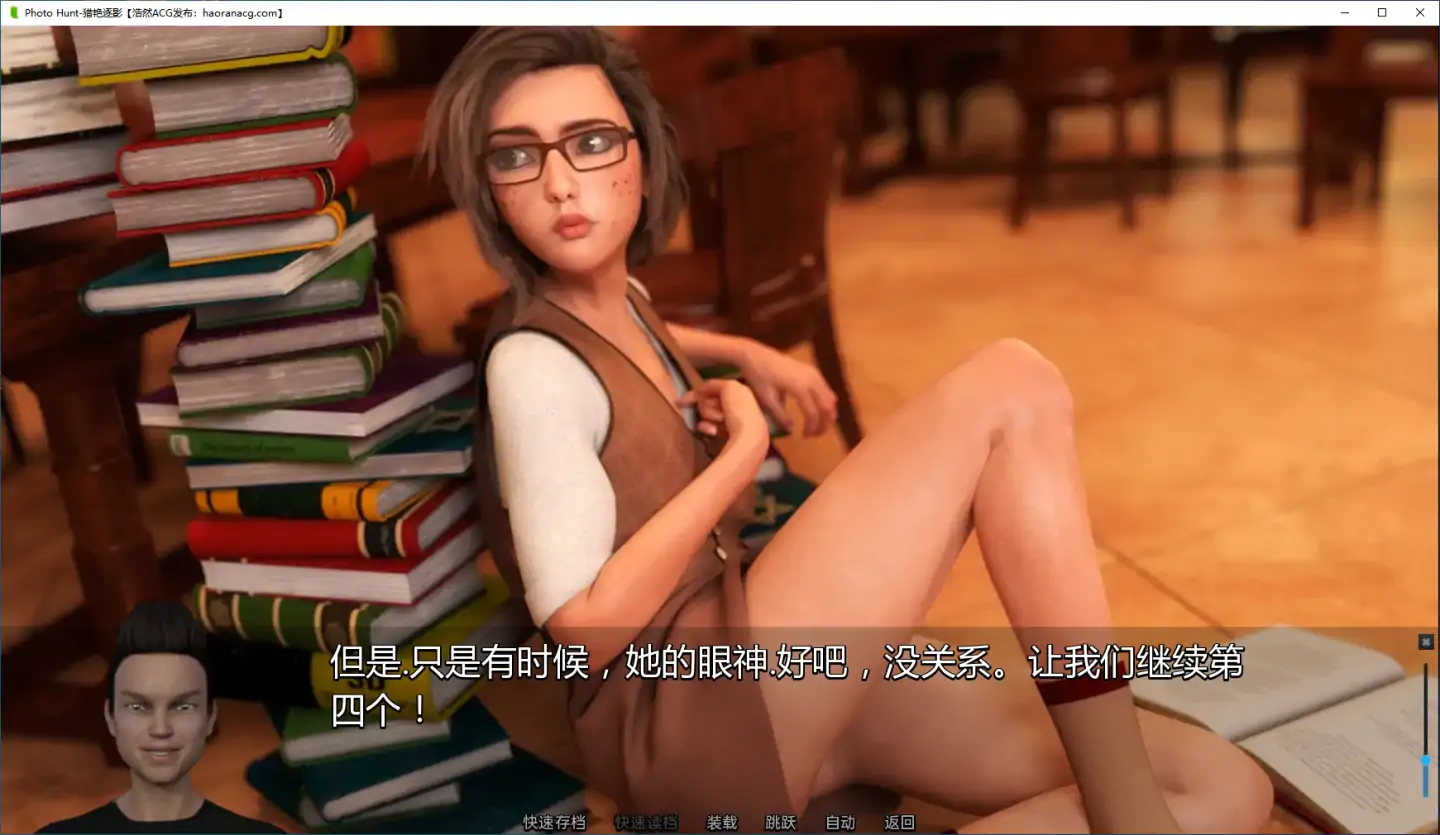 Photo Hunt-猎艳逐影【浩然ACG发布：haoranacg.com】
但是.只是有时候，她的眼神.好吧，没关系。让我们继续第
四个！
快速存档 快速读档 装载 跳跃 自动 返回